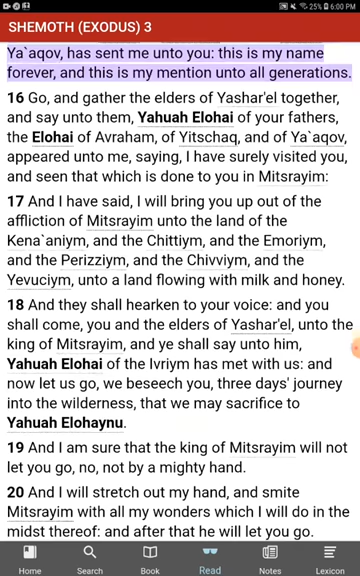 25% 6:00 PM
SHEMOTH (EXODUS) 3
Ya`aqov, has sent me unto you: this is my name
forever, and this is my mention unto all generations.
16 Go, and gather the elders of Yashar'el together,
and say unto them, Yahuah Elohai of your fathers,
the Elohai of Avraham, of Yitschaq, and of Ya`aqov,
appeared unto me, saying, I have surely visited you,
and seen that which is done to you in Mitsrayim:
17 And I have said, I will bring you up out of the
affliction of Mitsrayim unto the land of the
Kena`aniym, and the Chittiym, and the Emoriym,
and the Perizziym, and the Chivviym, and the
Yevuciym, unto a land flowing with milk and honey.
18 And they shall hearken to your voice: and you
shall come, you and the elders of Yashar'el, unto the
king of Mitsrayim, and ye shall say unto him,
Yahuah Elohai of the Ivriym has met with us: and
now let us go, we beseech you, three days' journey
into the wilderness, that we may sacrifice to
Yahuah Elohaynu.
19 And I am sure that the king of Mitsrayim will not
let you go, no, not by a mighty hand.
20 And I will stretch out my hand, and smite
Mitsrayim with all my wonders which I will do in the
midst thereof: and after that he will let you go.
Home Search Book Read Notes Lexicon